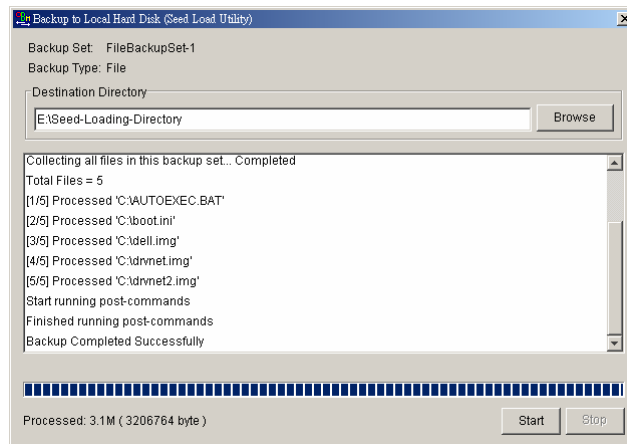 Backup to Local Hard Disk (Seed Load Utility)
Backup Set: FileBackupSet-1
Backup Type: File
Destination Directory
E:\Seed-Loading-Directory
Browse
Collecting all files in this backup set... Completed
Total Files = 5
[1/5] Processed 'C:\AUTOEXEC.BAT'
[2/5] Processed 'C:\boot.ini'
[3/5] Processed 'C:\dell.img'
[4/5] Processed 'C:\drvnet.img'
[5/5] Processed 'C:\drvnet2.img'
Start running post-commands
Finished running post-commands
Backup Completed Successfully
Processed: 3.1M ( 3206764 byte )
Start
Stop